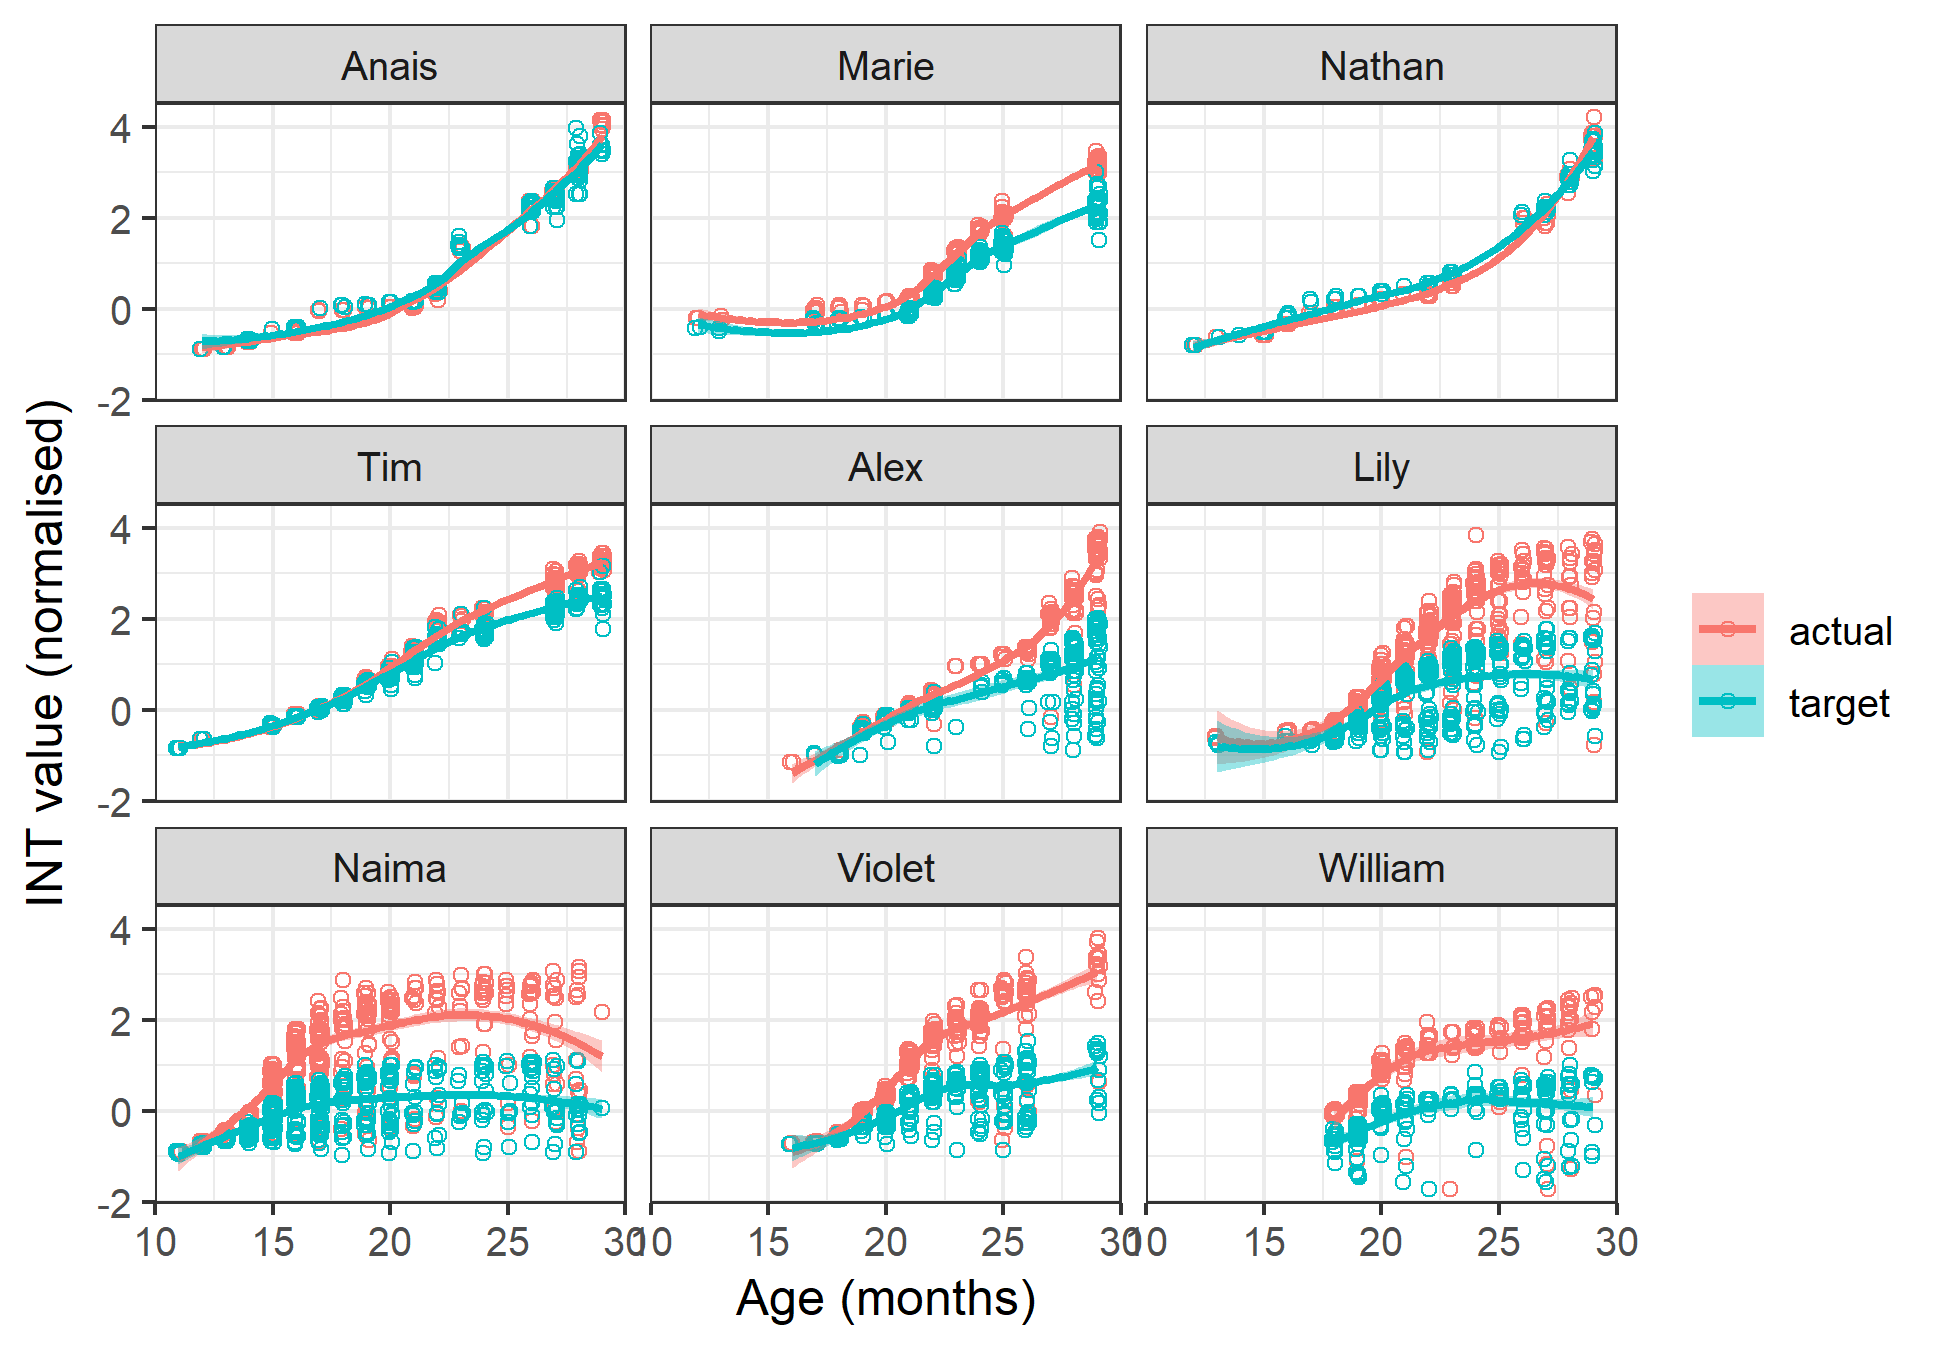 Anais Marie Nathan
4
2
0
-2
Tim Alex Lily
4
2
0
-2
actual
target
INT value (normalised)
Naima Violet William
4
2
0
-2
10 15 20 25 30 10 15 20 25 30 10 15 20 25 30
Age (months)